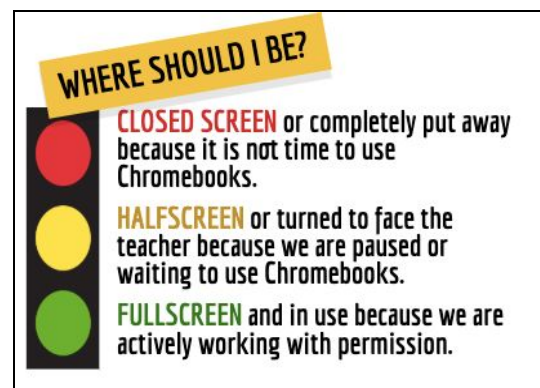 WHERE SHOULD I BE?
CLOSED SCREEN or completely put away
because it is not time to use
Chromebooks.
HALFSCREEN or turned to face the
teacher because we are paused or
waiting to use Chromebooks.
FULLSCREEN and in use because we are
actively working with permission.